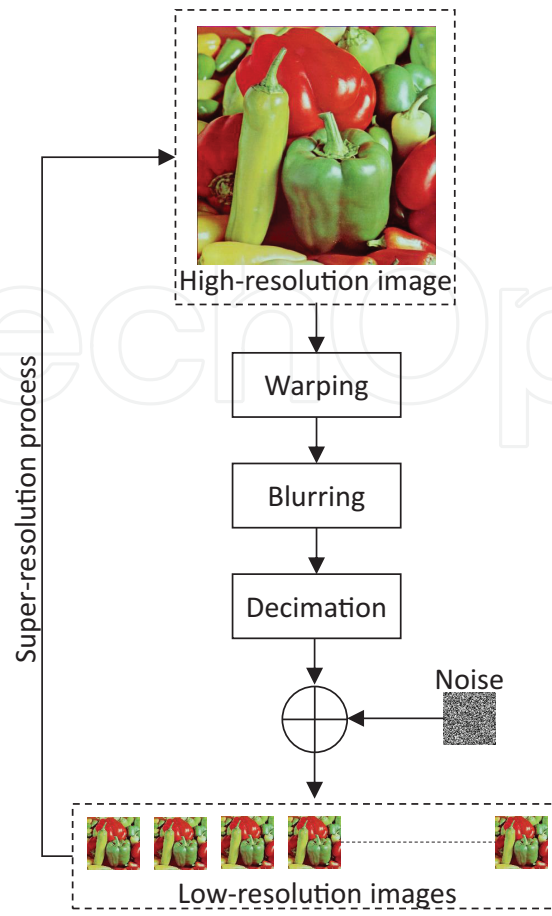 High-resolution image
Warping
Blurring
Decimation
Noise
Super-resolution process
Low-resolution images